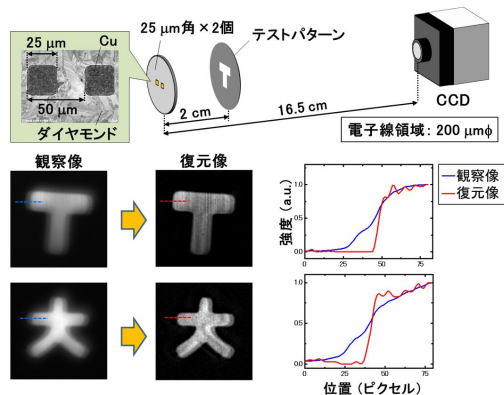 25 μm
Cu
50 μm
ダイヤモンド
25 μm角×2個
テストパターン
2 cm
16.5 cm
CCD
電子線領域：200 μmϕ
観察像
復元像
観察像
復元像
強度 (a.u.)
1.0
0.5
0.0
0
25
50
75
1.0
0.5
0.0
0
25
50
75
位置 (ピクセル)
T
大